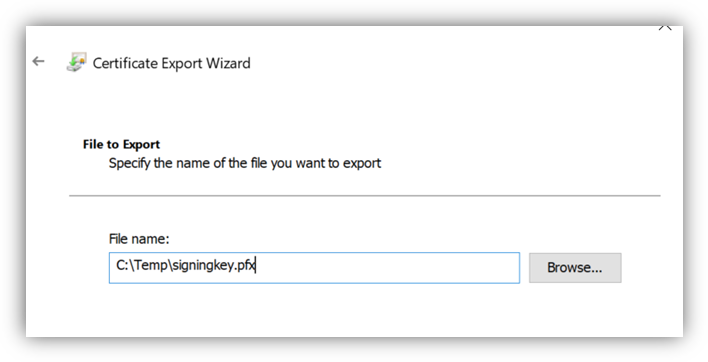 Certificate Export Wizard
File to Export
Specify the name of the file you want to export
File name:
C:\Temp\signingkey.pfx
Browse...